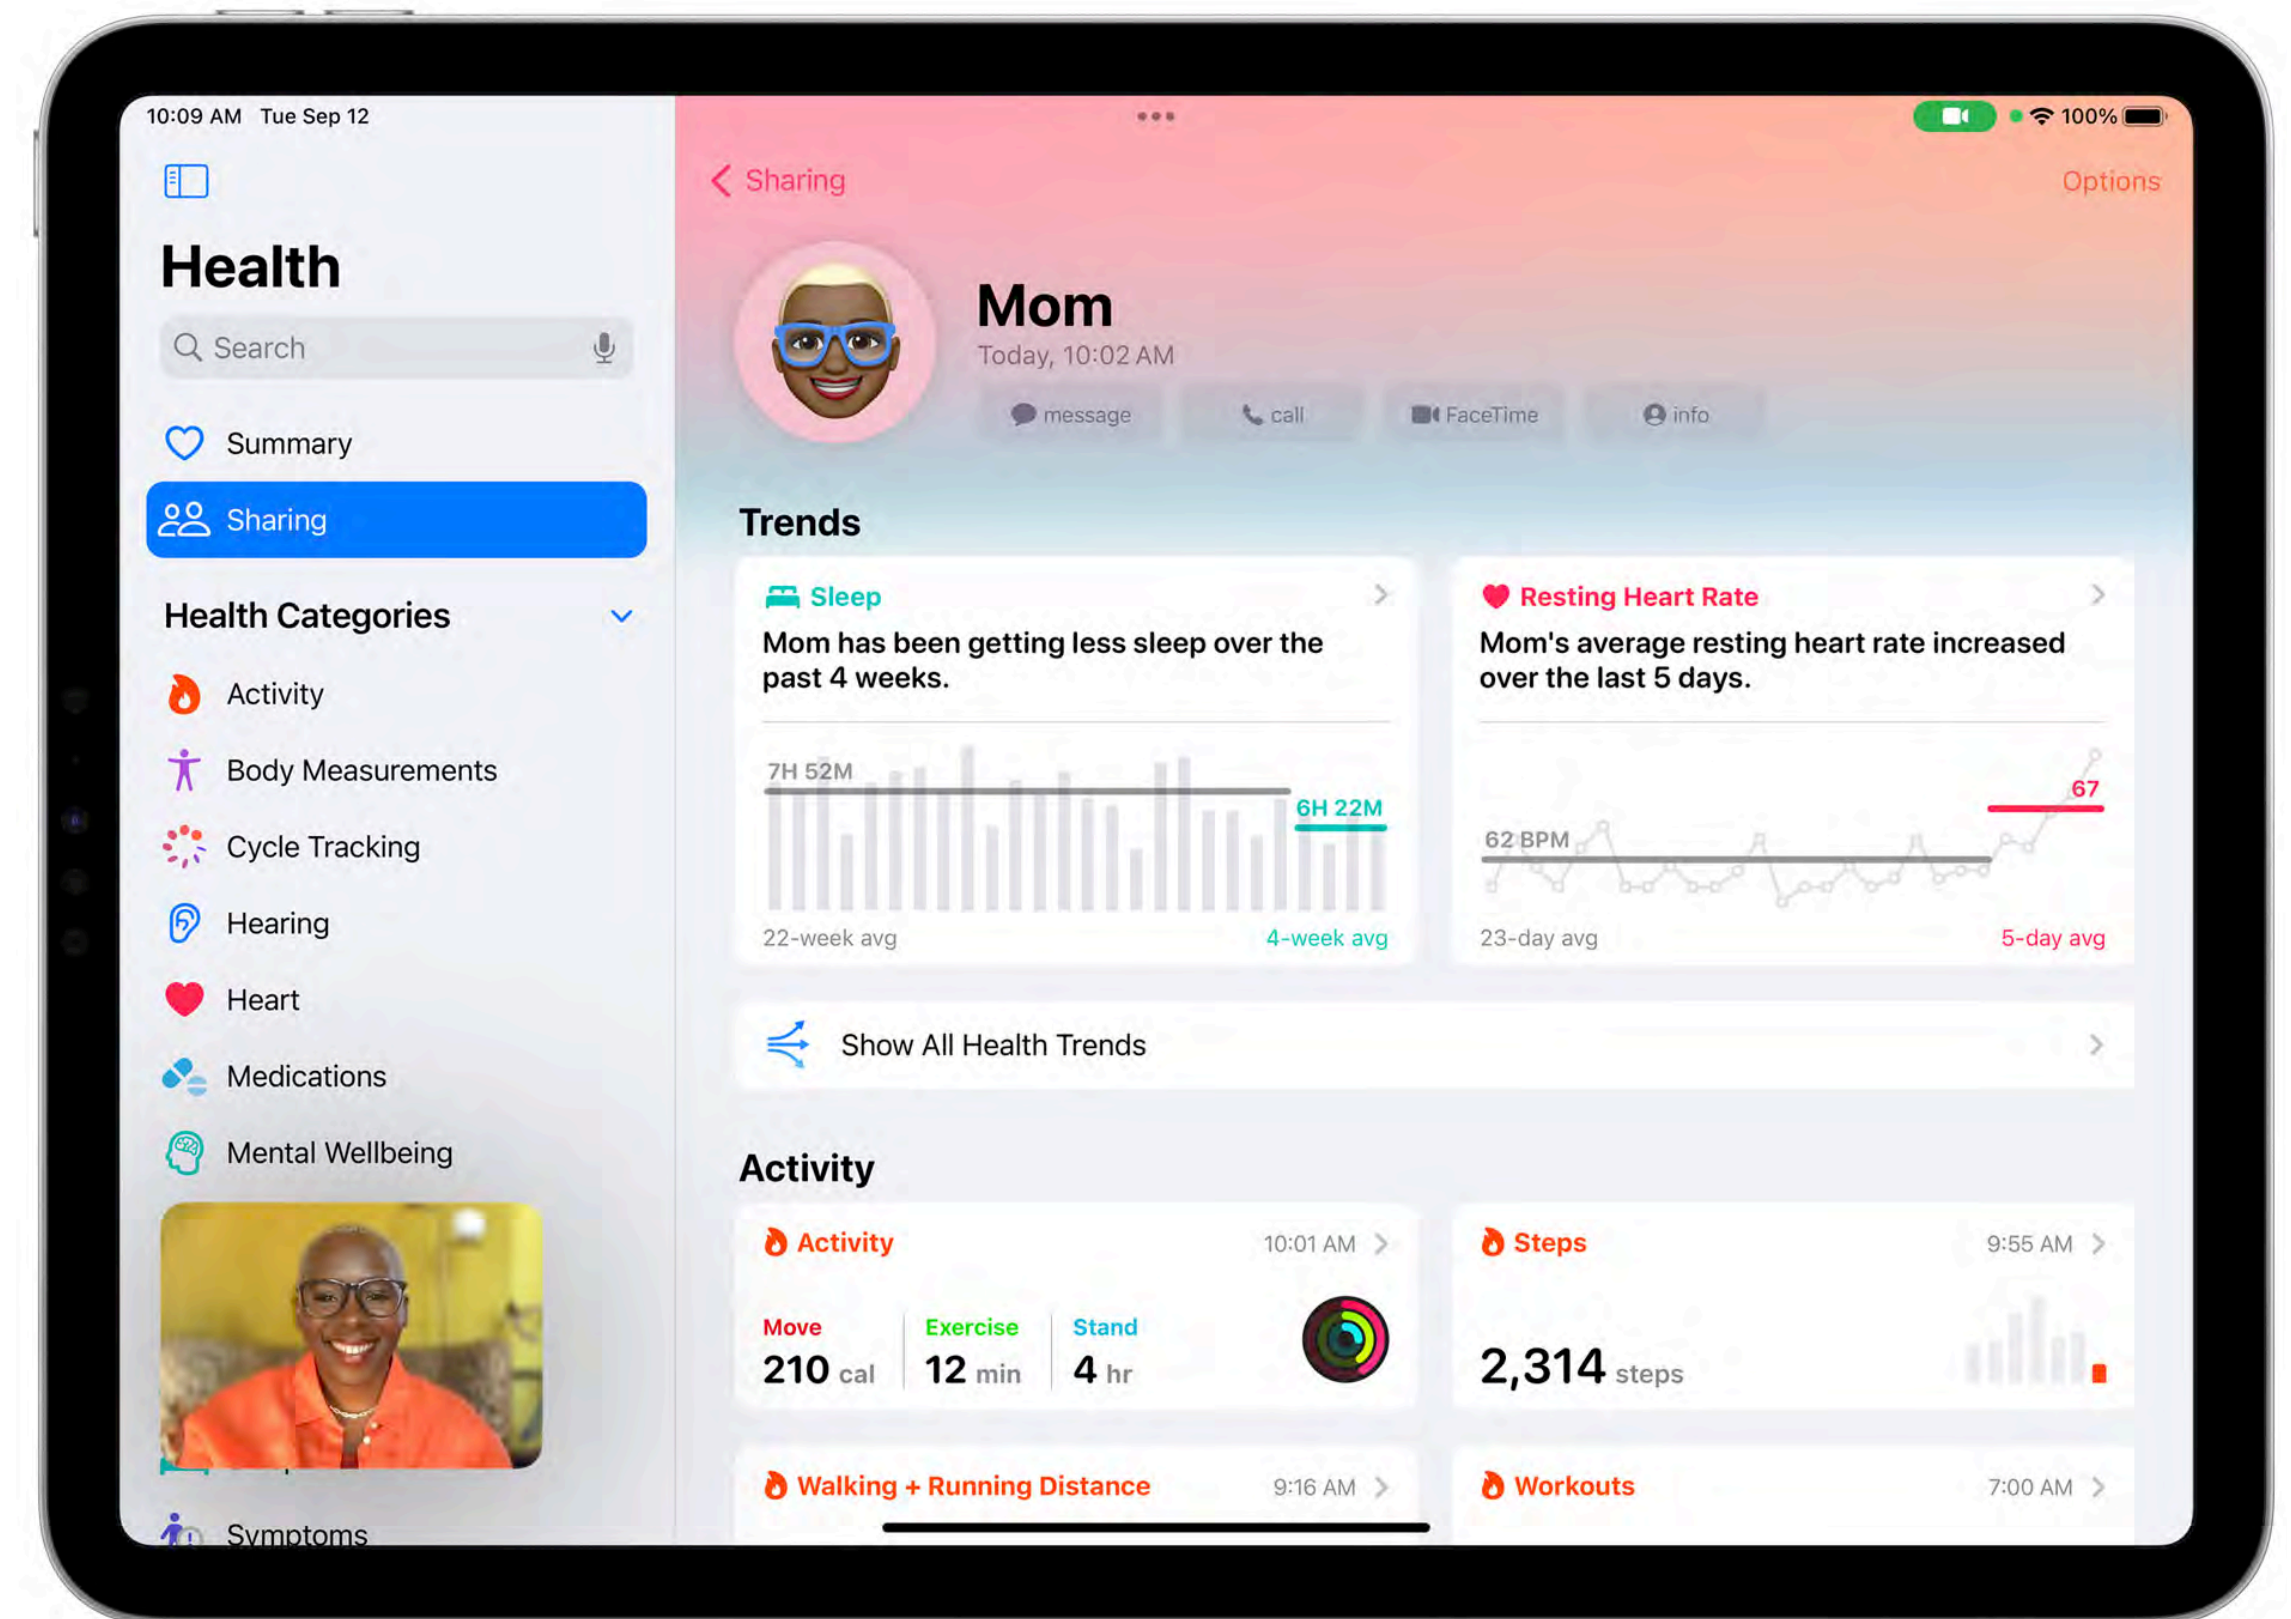 10:09 AM Tue Sep 12
100%
Health
Search
Summary
Sharing
Health Categories
Activity
Body Measurements
Cycle Tracking
Hearing
Heart
Medications
Mental Wellbeing
Symptoms
Sharing
Options
Mom
Today, 10:02 AM
message
call
FaceTime
info
Trends
Sleep
Mom has been getting less sleep over the
past 4 weeks.
7H 52M
6H 22M
22-week avg
4-week avg
Resting Heart Rate
Mom's average resting heart rate increased
over the last 5 days.
62 BPM
67
23-day avg
5-day avg
Show All Health Trends
Activity
Activity
10:01 AM
Move
210 cal
Exercise
12 min
Stand
4 hr
Steps
9:55 AM
2,314 steps
Walking + Running Distance
9:16 AM
Workouts
7:00 AM